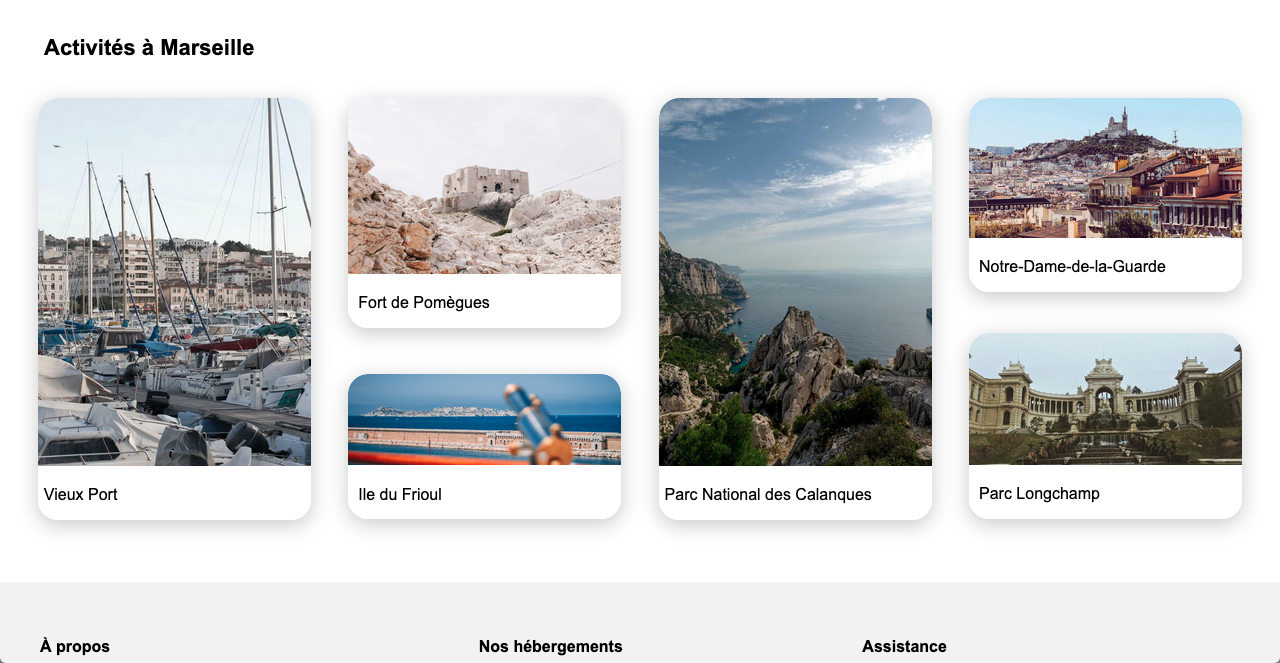 Activités à Marseille
Vieux Port
Fort de Pomègues
Ile du Frioul
Parc National des Calanques
Notre-Dame-de-la-Guarde
Parc Longchamp
À propos
Nos hébergements
Assistance